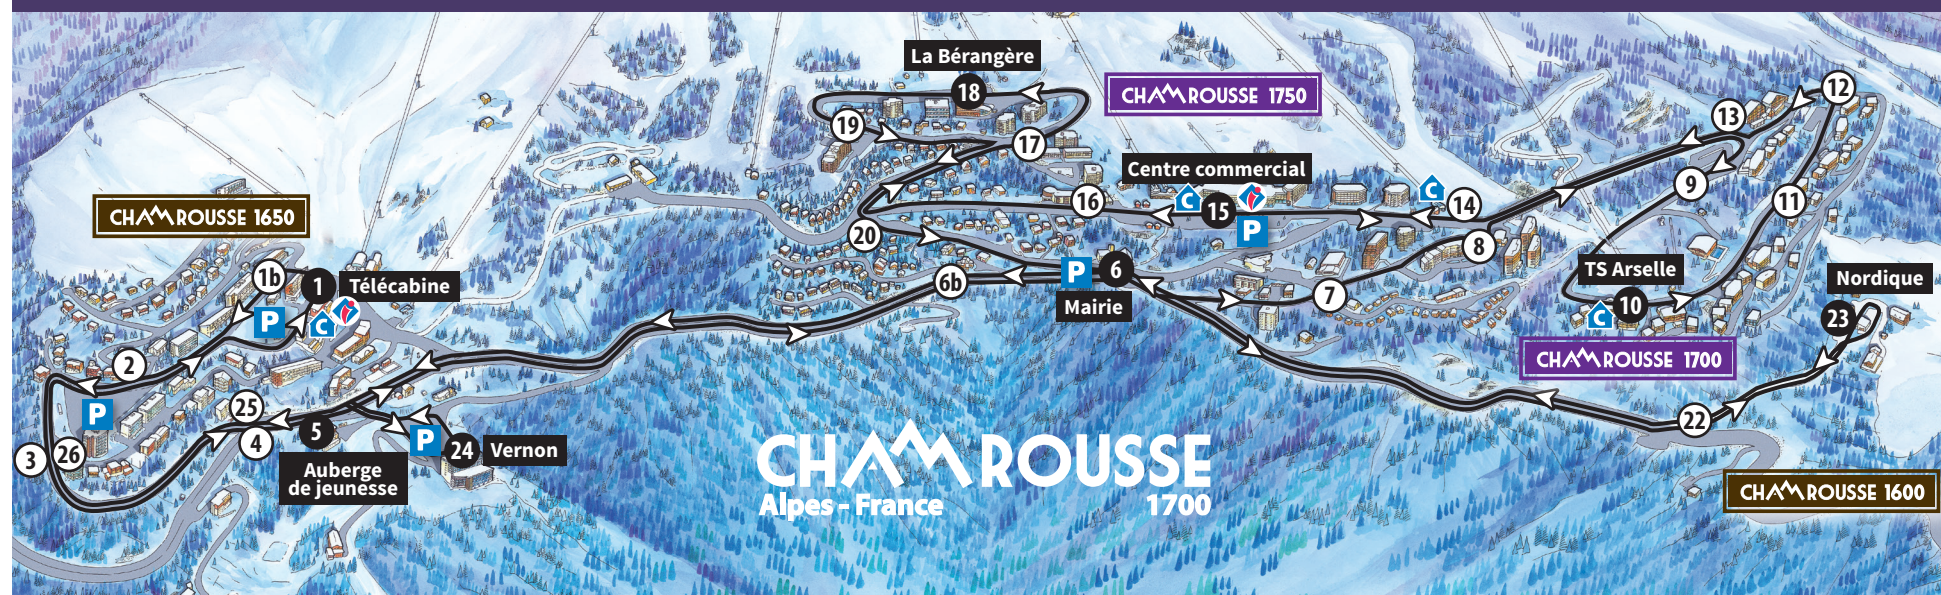 La Bérangère
18
CHAMROUSSE 1750
12
13
19
17
Centre commercial
9
16
C
15
C
14
11
CHAMROUSSE 1650
P
20
8
1b
1
Télécabine
P
6
TS Arselle
Nordique
6b
7
C
10
23
P
C
Mairie
2
CHAMROUSSE 1700
P
25
22
5
4
P
24
Vernon
3
26
CHAMROUSSE
Auberge
de jeunesse
Alpes - France
1700
CHAMROUSSE 1600